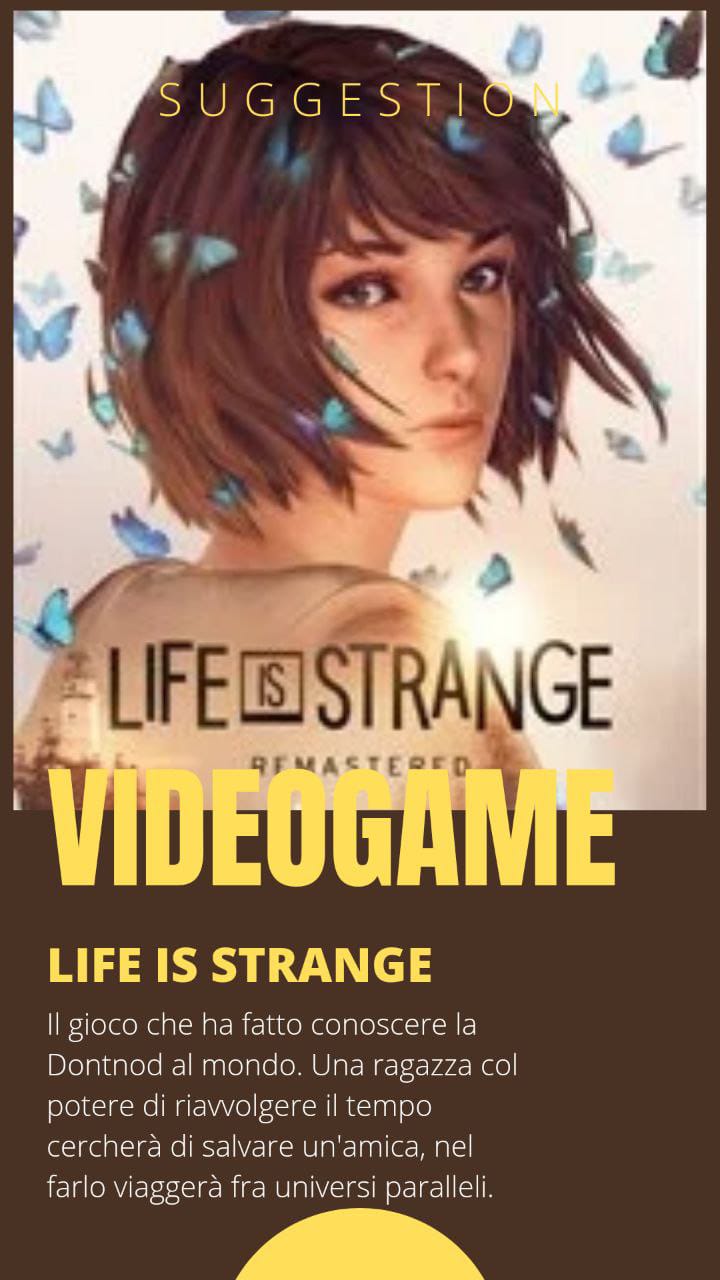 SUGGESTION
LIFE IS STRANGE
REMASTERED
VIDEOGAME
LIFE IS STRANGE
Il gioco che ha fatto conoscere la
Dontnod al mondo. Una ragazza col
potere di riavvolgere il tempo
cercherà di salvare un'amica, nel
farlo viaggerà fra universi paralleli.